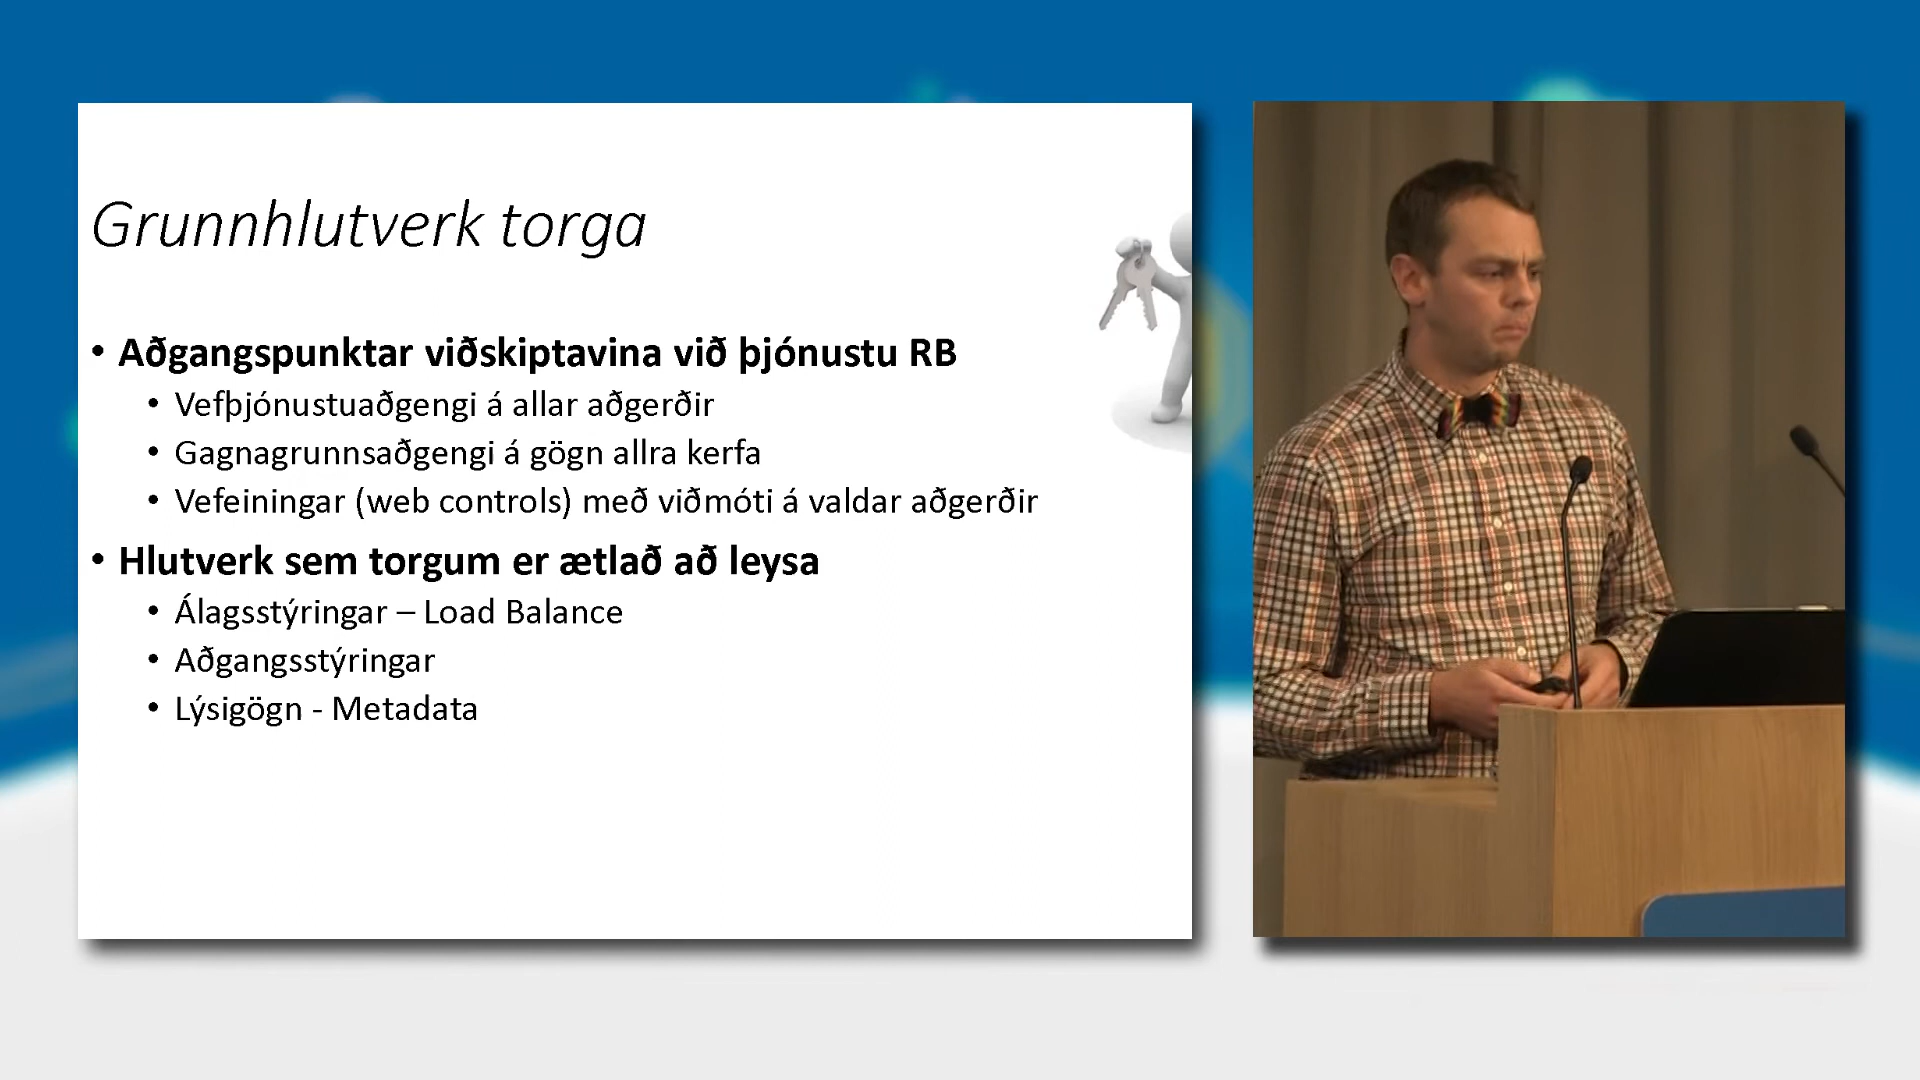 Grunnhlutverk torga
• Aðgangspunktar viðskiptavina við þjónustu RB
• Vefþjónustuaðgengi á allar aðgerðir
• Gagnagrunnsaðgengi á gögn allra kerfa
• Vefeiningar (web controls) með viðmóti á valdar aðgerðir
• Hlutverk sem torgum er ætlað að leysa
• Álagsstýringar – Load Balance
• Aðgangsstýringar
• Lýsigögn - Metadata